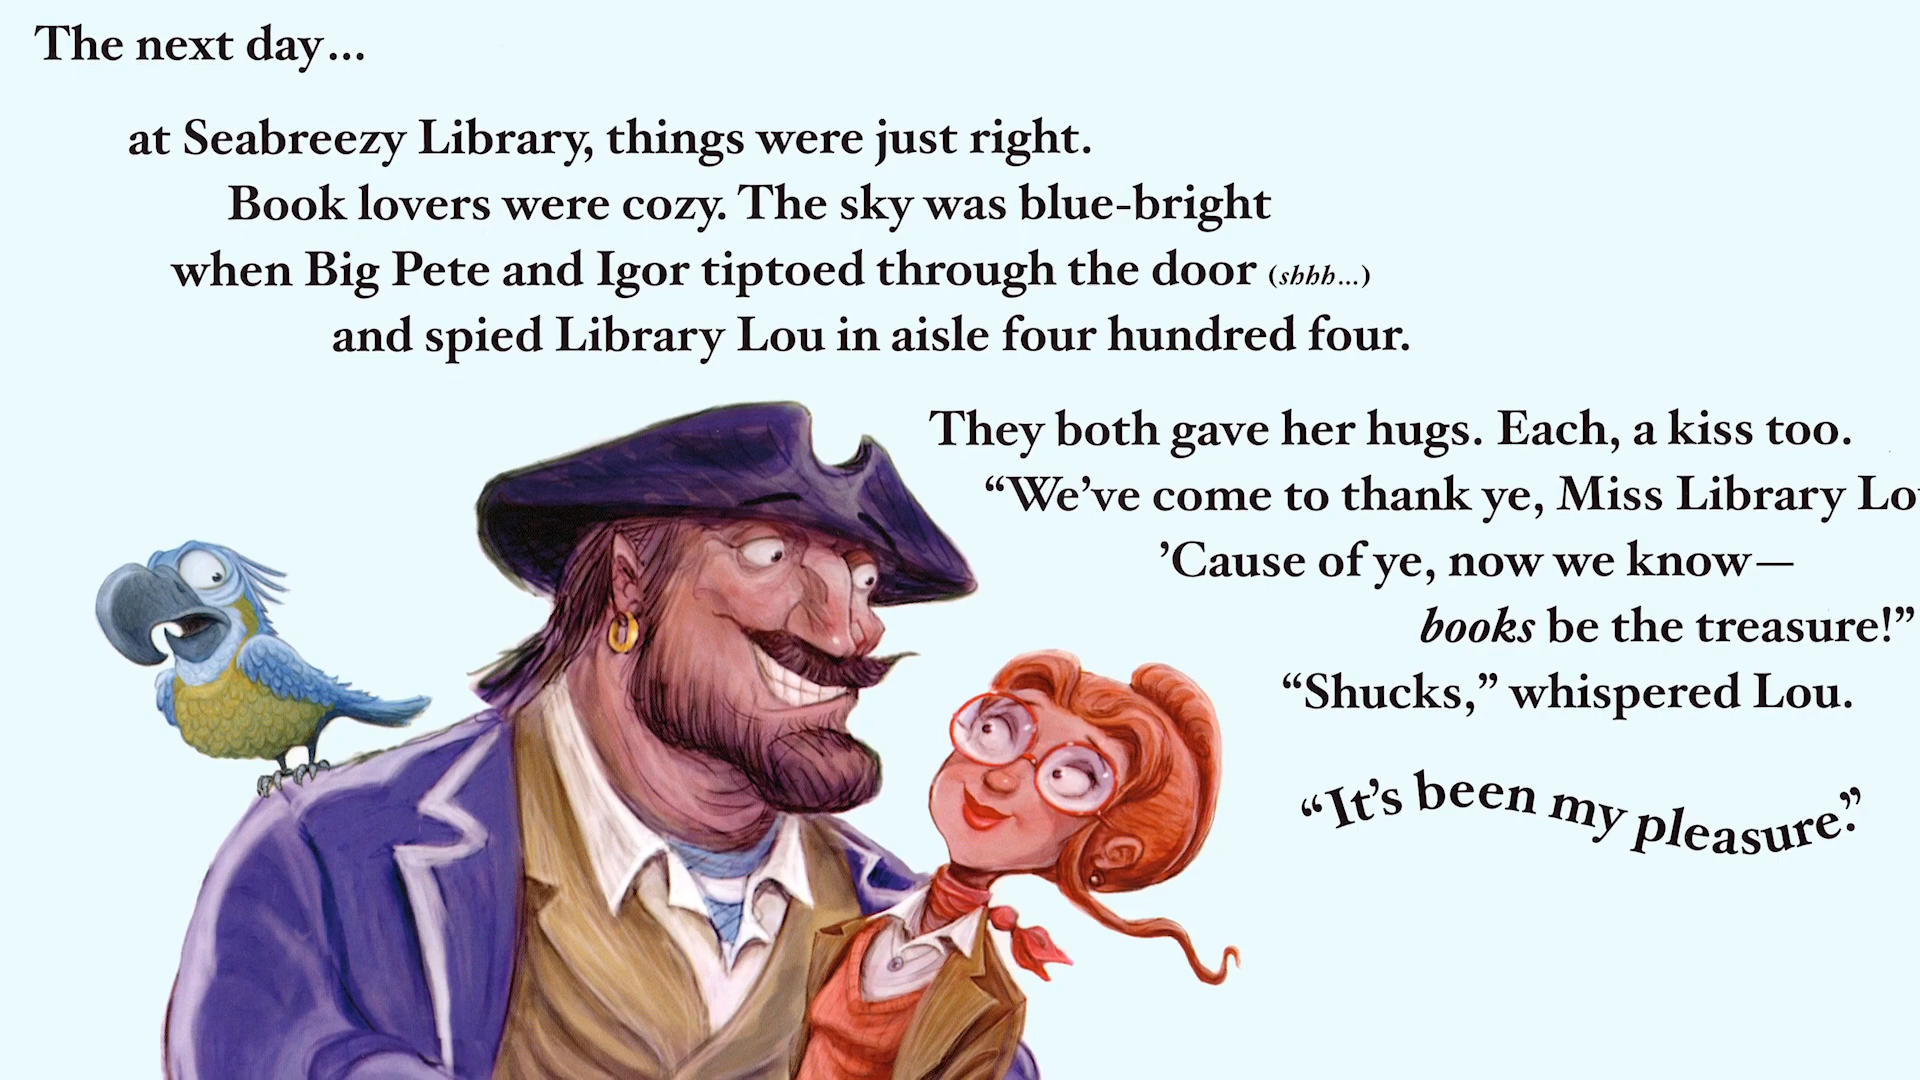 The next day…
at Seabreezy Library, things were just right.
Book lovers were cozy. The sky was blue-bright
when Big Pete and Igor tiptoed through the door (shhh…)
and spied Library Lou in aisle four hundred four.
They both gave her hugs. Each, a kiss too.
“We’ve come to thank ye, Miss Library
’Cause of ye, now we know—
books be the treasure!”
“Shucks,” whispered Lou.
“It’s been my pleasure.”